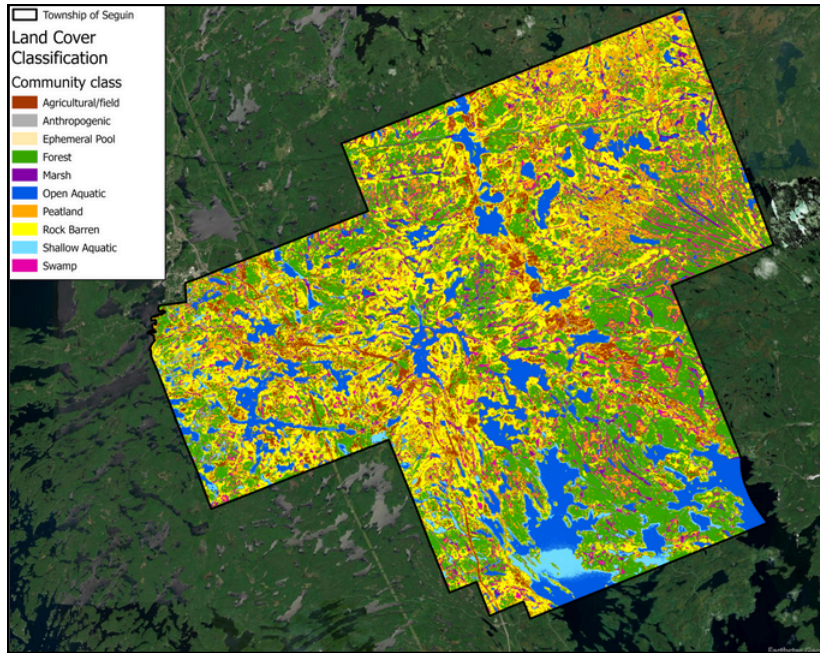 Township of Seguin
Land Cover
Classification
Community class
Agricultural/field
Anthropogenic
Ephemeral Pool
Forest
Marsh
Open Aquatic
Peatland
Rock Barren
Shallow Aquatic
Swamp